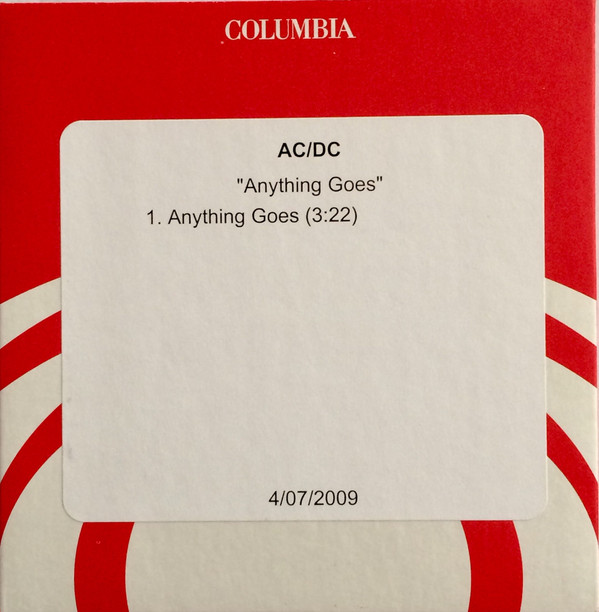 COLUMBIA
AC/DC
"Anything Goes"
1. Anything Goes (3:22)
4/07/2009